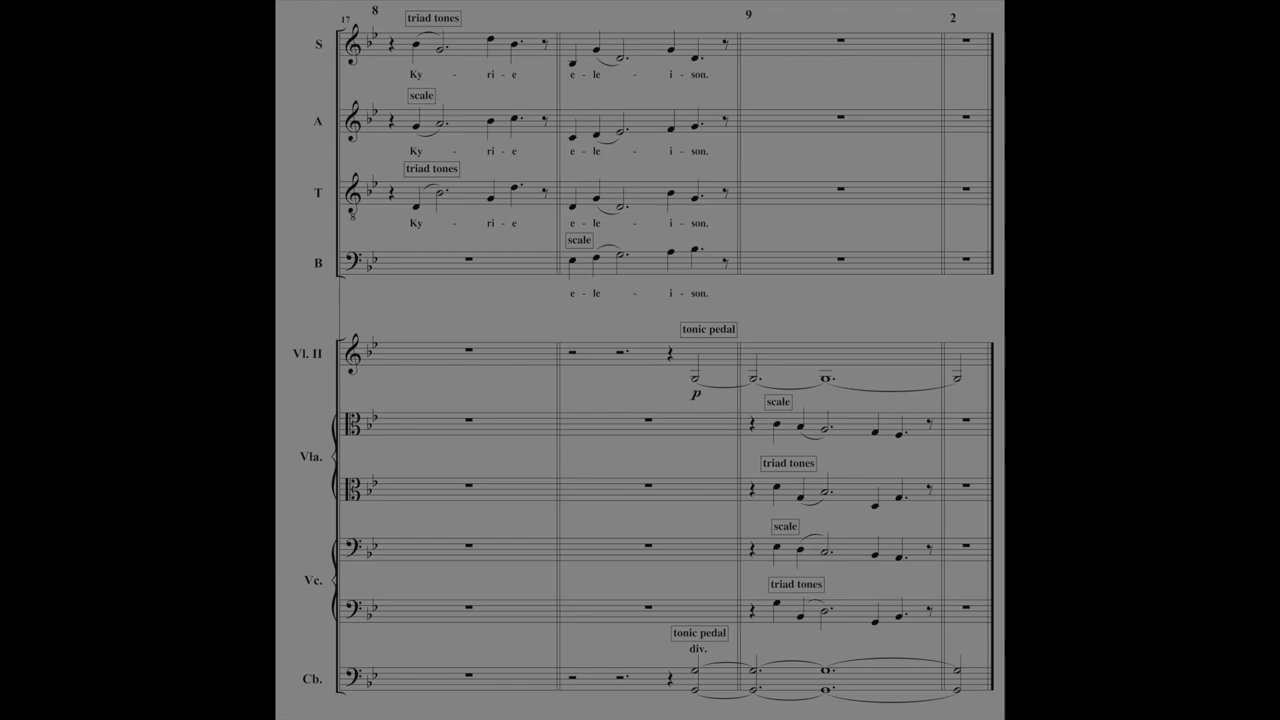 8 9 2
17 triad tones
S
Ky - ri - e e - le - i - son.
scale
A
Ky - ri - e e - le - i - son.
triad tones
T
8
Ky - ri - e e - le - i - son.
scale
B
e - le - i - son.
tonic pedal
Vl. II
p
scale
Vla.
triad tones
scale
Vc.
triad tones
tonic pedal
div.
Cb.